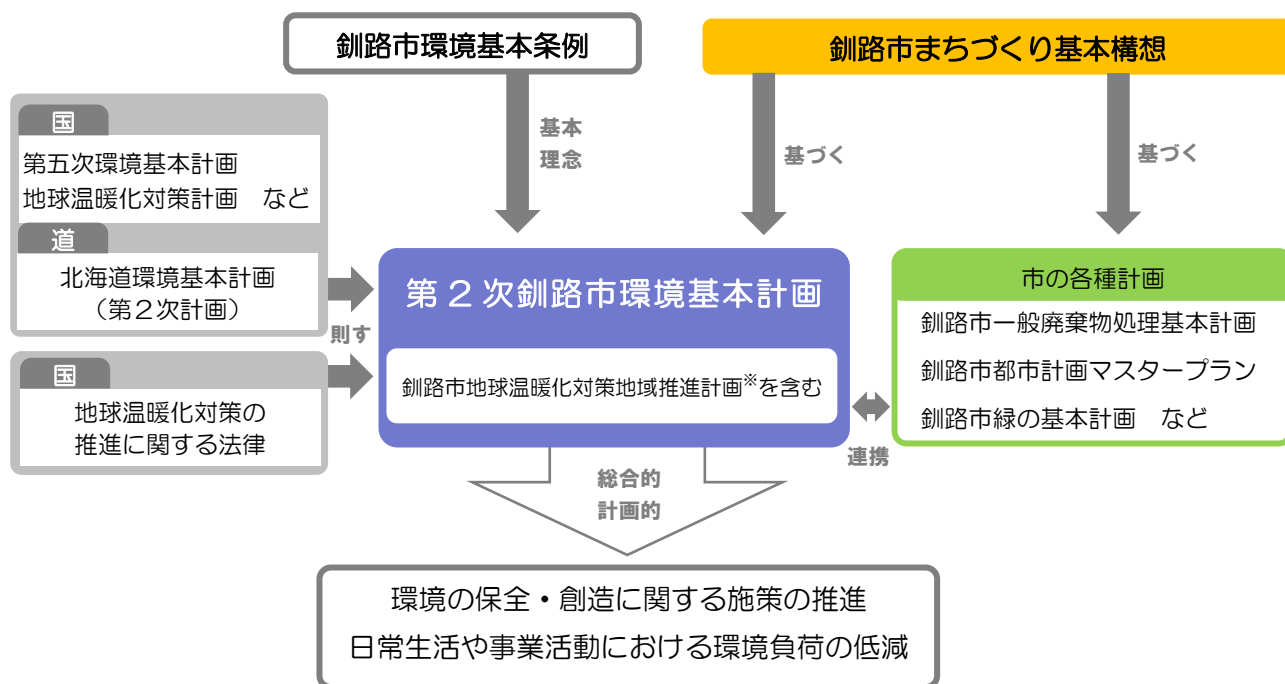 釧路市環境基本条例
釧路市まちづくり基本構想
基本
理念
基づく
基づく
国
第五次環境基本計画
地球温暖化対策計画　など
道
北海道環境基本計画
（第２次計画）
則す
国
地球温暖化対策の
推進に関する法律
第２次釧路市環境基本計画
釧路市地球温暖化対策地域推進計画※を含む
連携
市の各種計画
釧路市一般廃棄物処理基本計画
釧路市都市計画マスタープラン
釧路市緑の基本計画　など
総合的
計画的
環境の保全・創造に関する施策の推進
日常生活や事業活動における環境負荷の低減